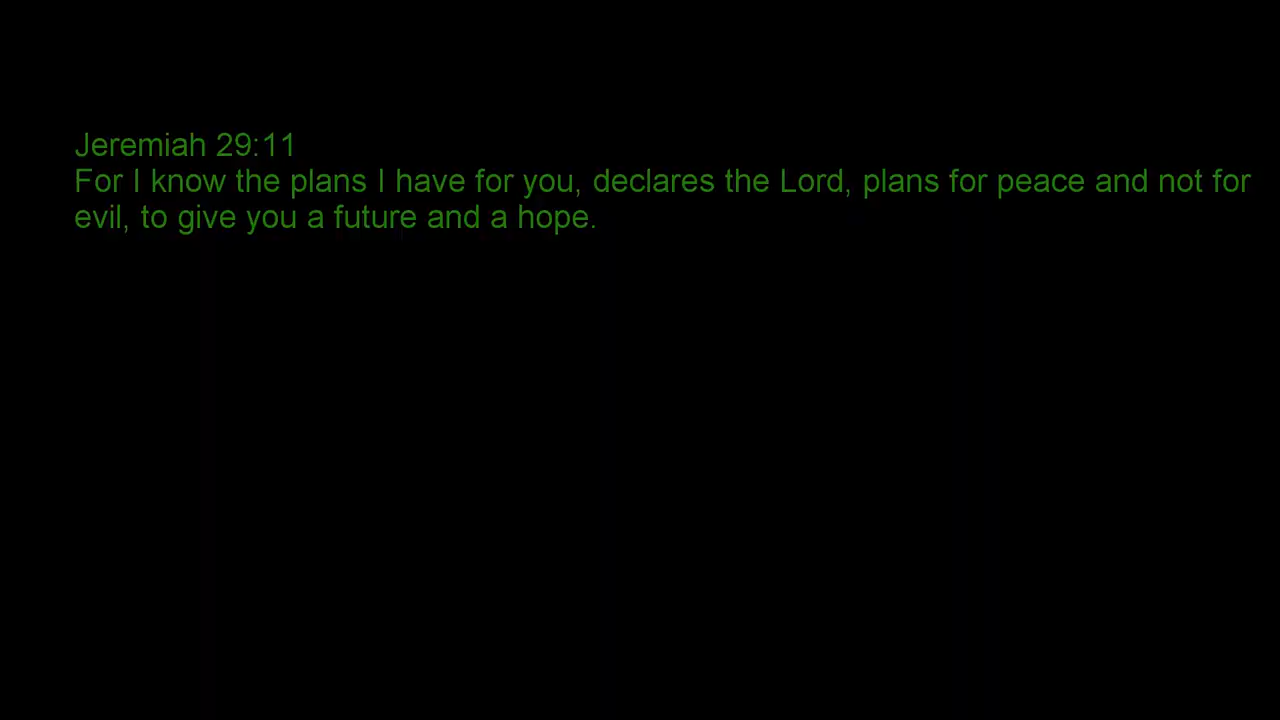 Jeremiah 29:11
For I know the plans I have for you, declares the Lord, plans for peace and not for
evil, to give you a future and a hope.